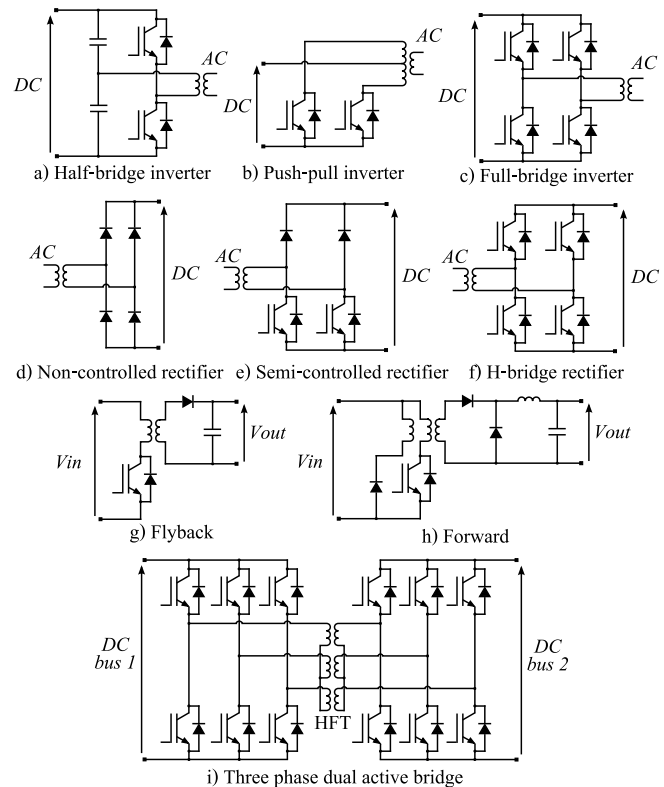 DC
AC
a) Half-bridge inverter
DC
AC
b) Push-pull inverter
DC
AC
c) Full-bridge inverter
AC
DC
d) Non-controlled rectifier
AC
DC
e) Semi-controlled rectifier
AC
DC
f) H-bridge rectifier
Vin
Vout
g) Flyback
Vin
Vout
h) Forward
DC
bus 1
HFT
DC
bus 2
i) Three phase dual active bridge